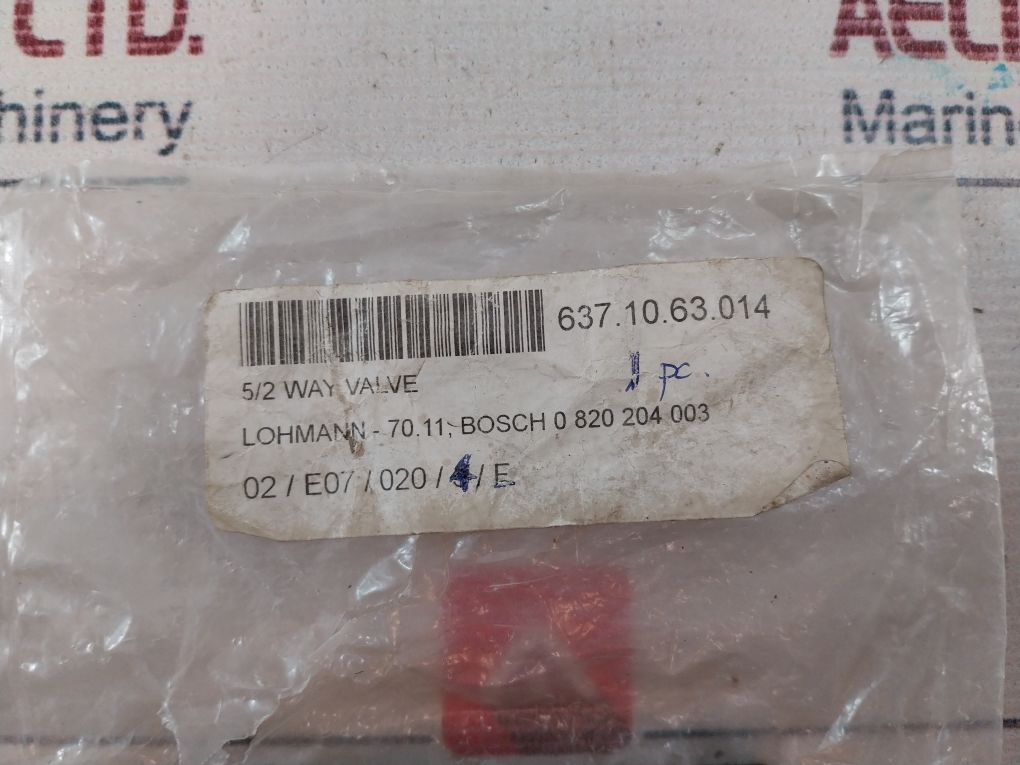 LTD.
hinery
AEL
Marin
637.10.63.014
5/2 WAY VALVE
1 pc.
LOHMANN - 70.11; BOSCH 0 820 204 003
02 / E07 / 020 / 4 / E